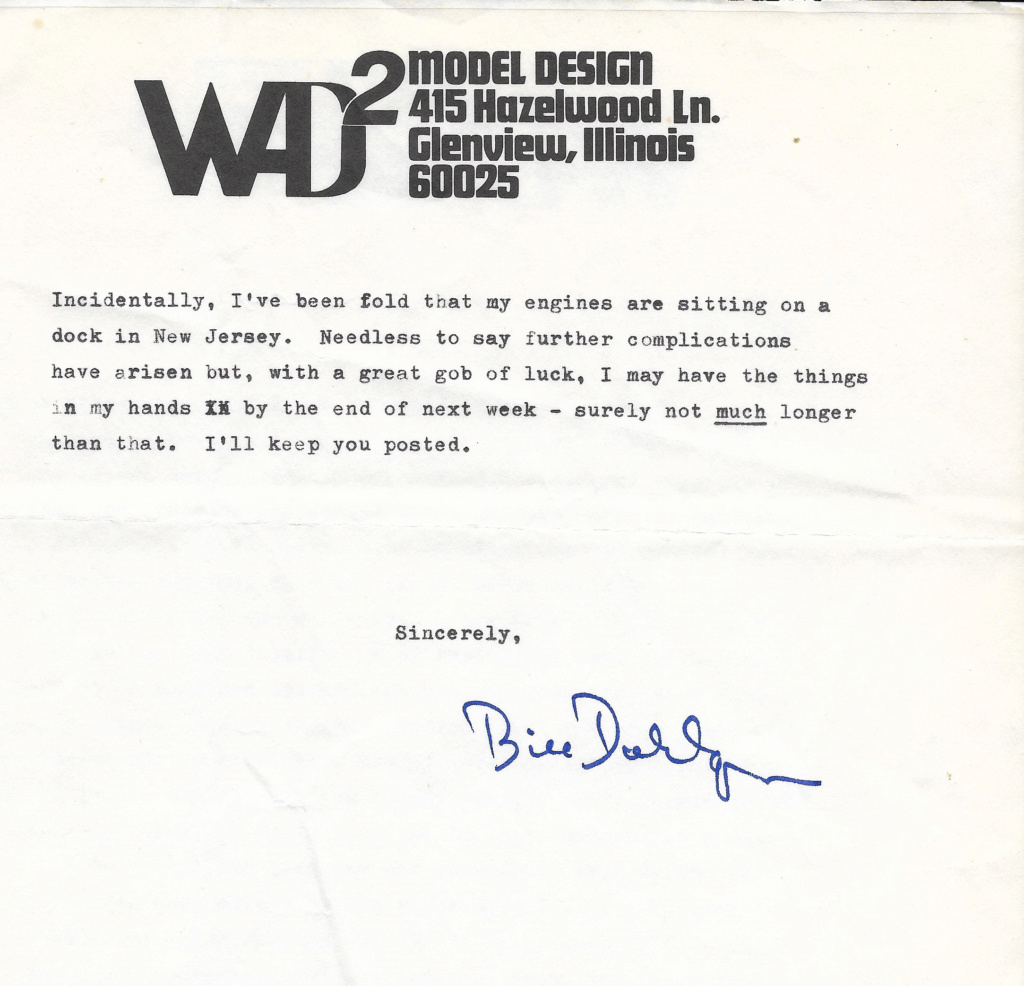 WAD2 MODEL DESIGN
415 Hazelwood Ln.
Glenview, Illinois
60025
Incidentally, I've been fold that my engines are sitting on a
dock in New Jersey. Needless to say further complications
have arisen but, with a great gob of luck, I may have the things
in my hands by the end of next week - surely not much longer
than that. I'll keep you posted.
Sincerely,
Bill Dahlgren